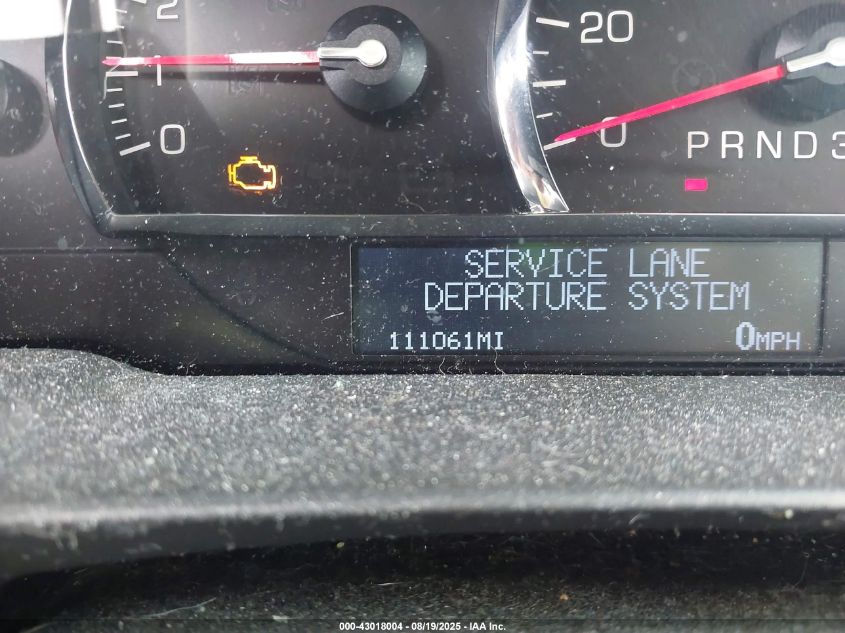 2
1
0
20
0
PRND3
SERVICE LANE
DEPARTURE SYSTEM
111061MI
0MPH
000-43018004 - 08/19/2025 - IAA Inc.